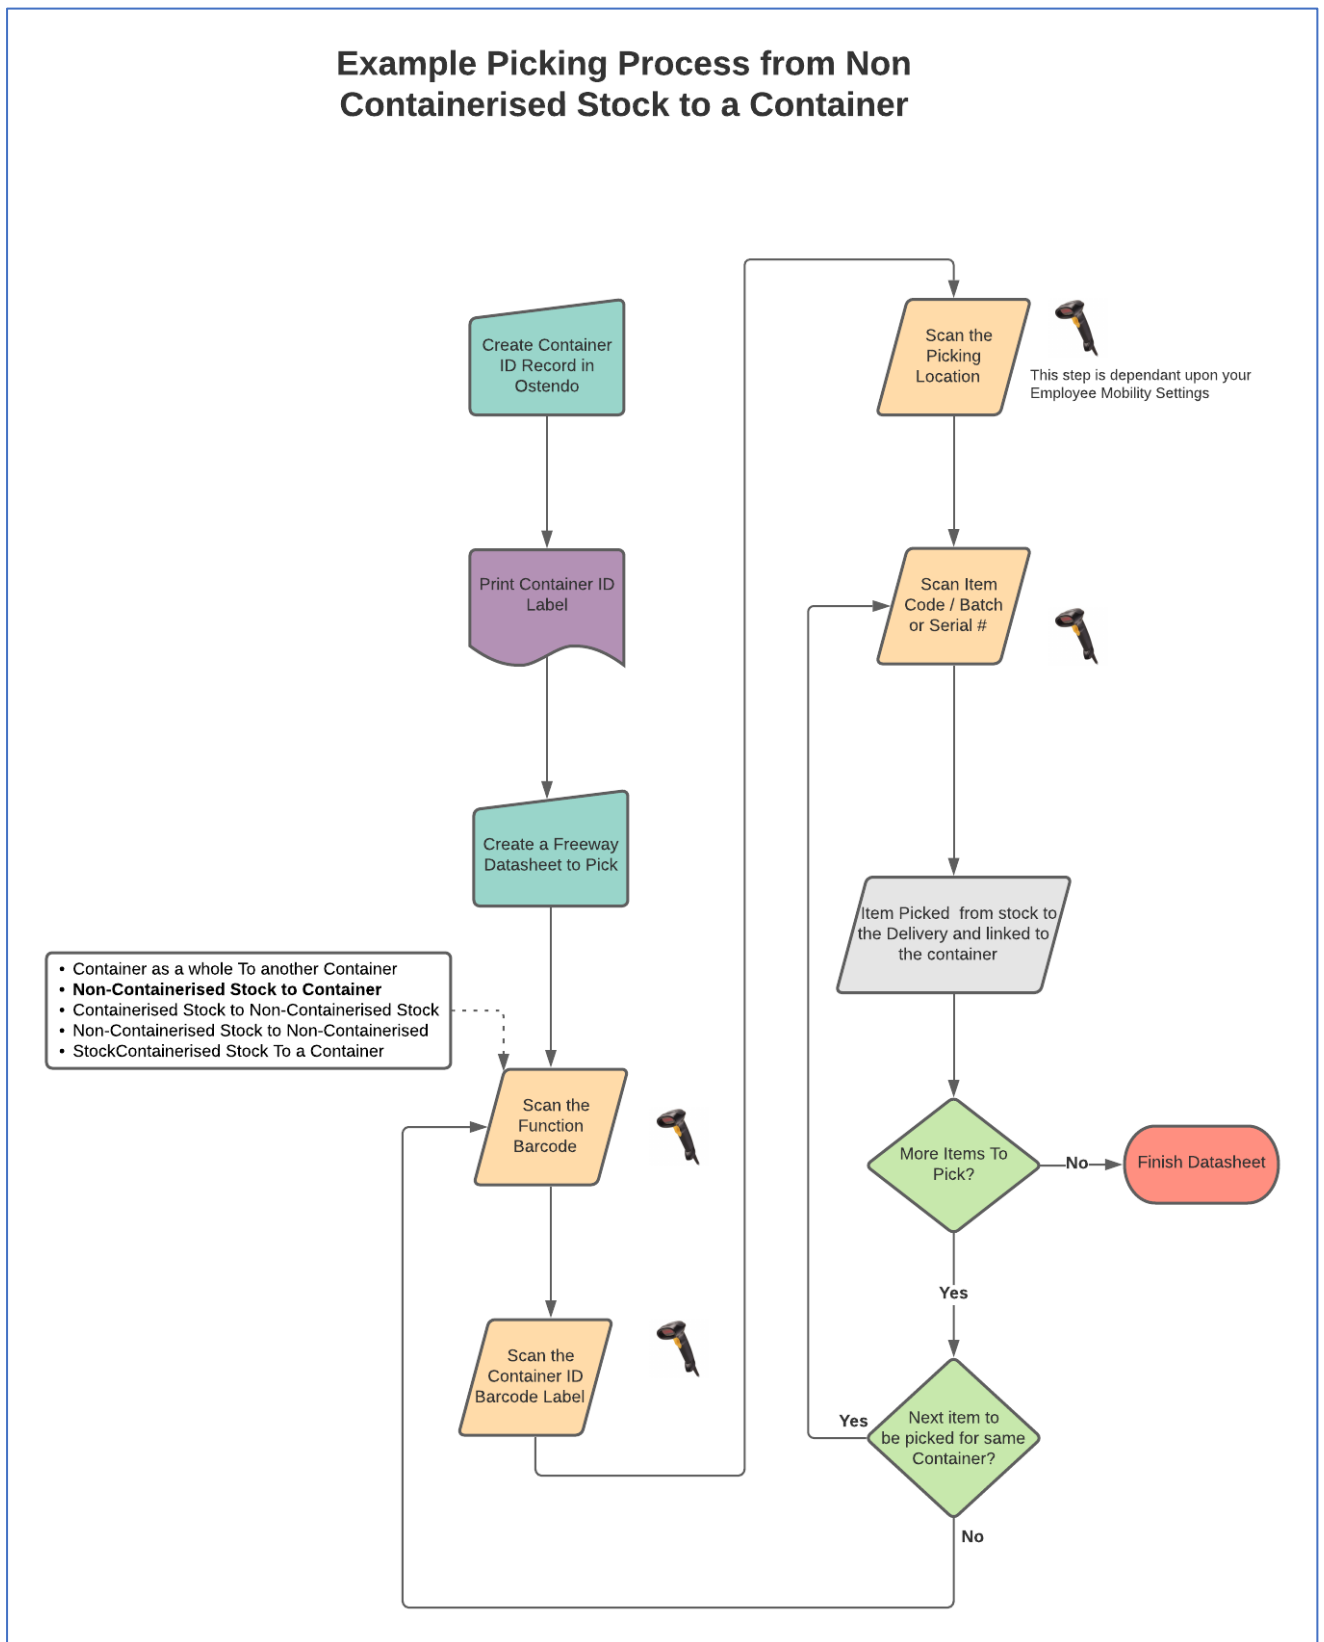 Example Picking Process from Non
Containerised Stock to a Container
Create Container
ID Record in
Ostendo
Print Container ID
Label
Create a Freeway
Datasheet to Pick
• Container as a whole To another Container
• Non-Containerised Stock to Container
• Containerised Stock to Non-Containerised Stock
• Non-Containerised Stock to Non-Containerised
• StockContainerised Stock To a Container
Scan the
Function
Barcode
Scan the
Container ID
Barcode Label
Scan the
Picking
Location
This step is dependant upon your
Employee Mobility Settings
Scan Item
Code / Batch
or Serial #
Item Picked from stock to
the Delivery and linked to
the container
More Items To
Pick?
No
Finish Datasheet
Yes
Next item to
be picked for same
Container?
Yes
No